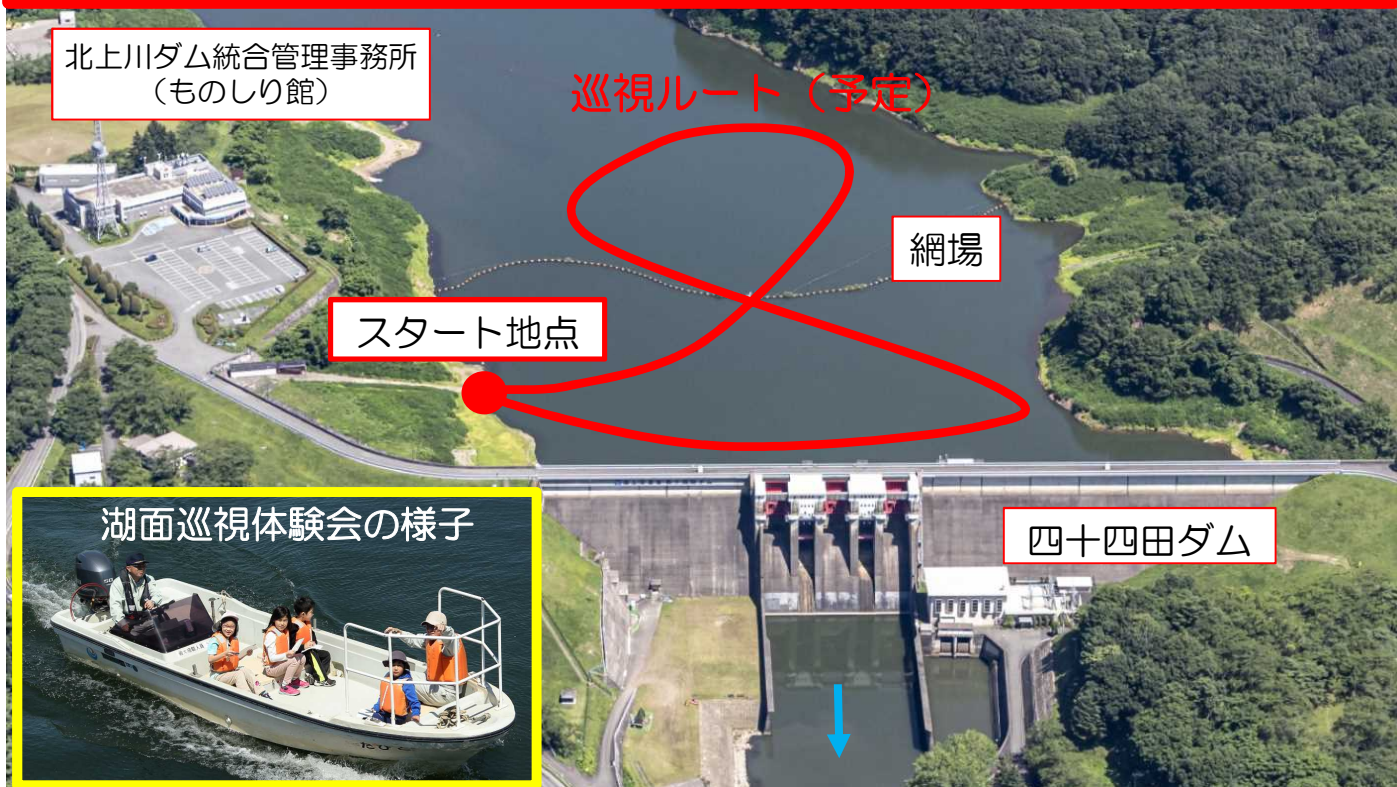 北上川ダム統合管理事務所
(ものしり館)
巡視ルート(予定)
網場
スタート地点
湖面巡視体験会の様子
四十四田ダム